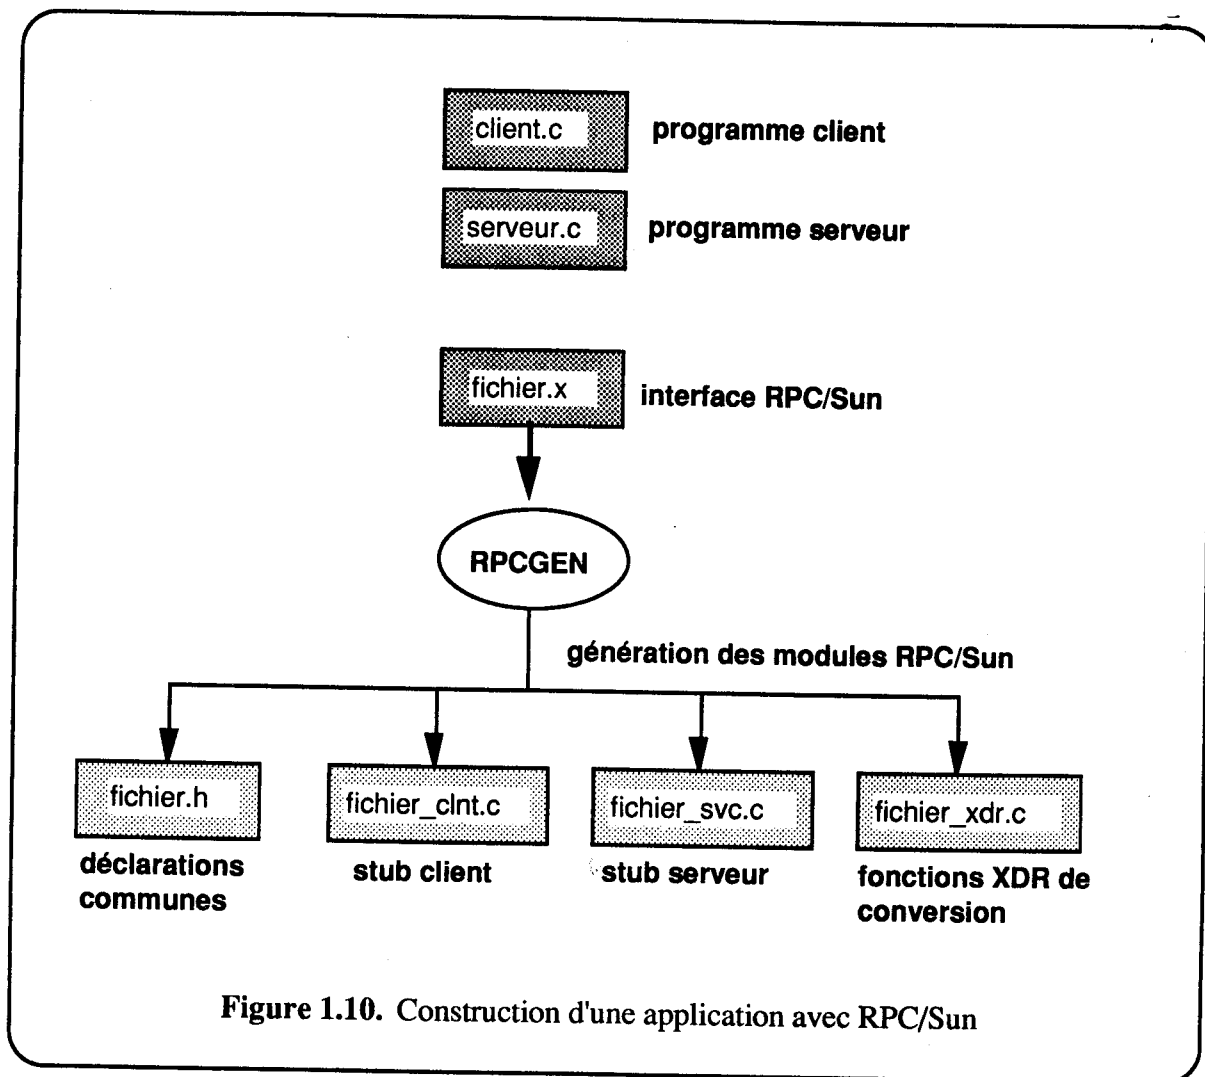 client.c
programme client
serveur.c
programme serveur
fichier.x
interface RPC/Sun
RPCGEN
génération des modules RPC/Sun
fichier.h
fichier_clnt.c
fichier_svc.c
fichier_xdr.c
déclarations
communes
stub client
stub serveur
fonctions XDR de
conversion
Figure 1.10. Construction d'une application avec RPC/Sun